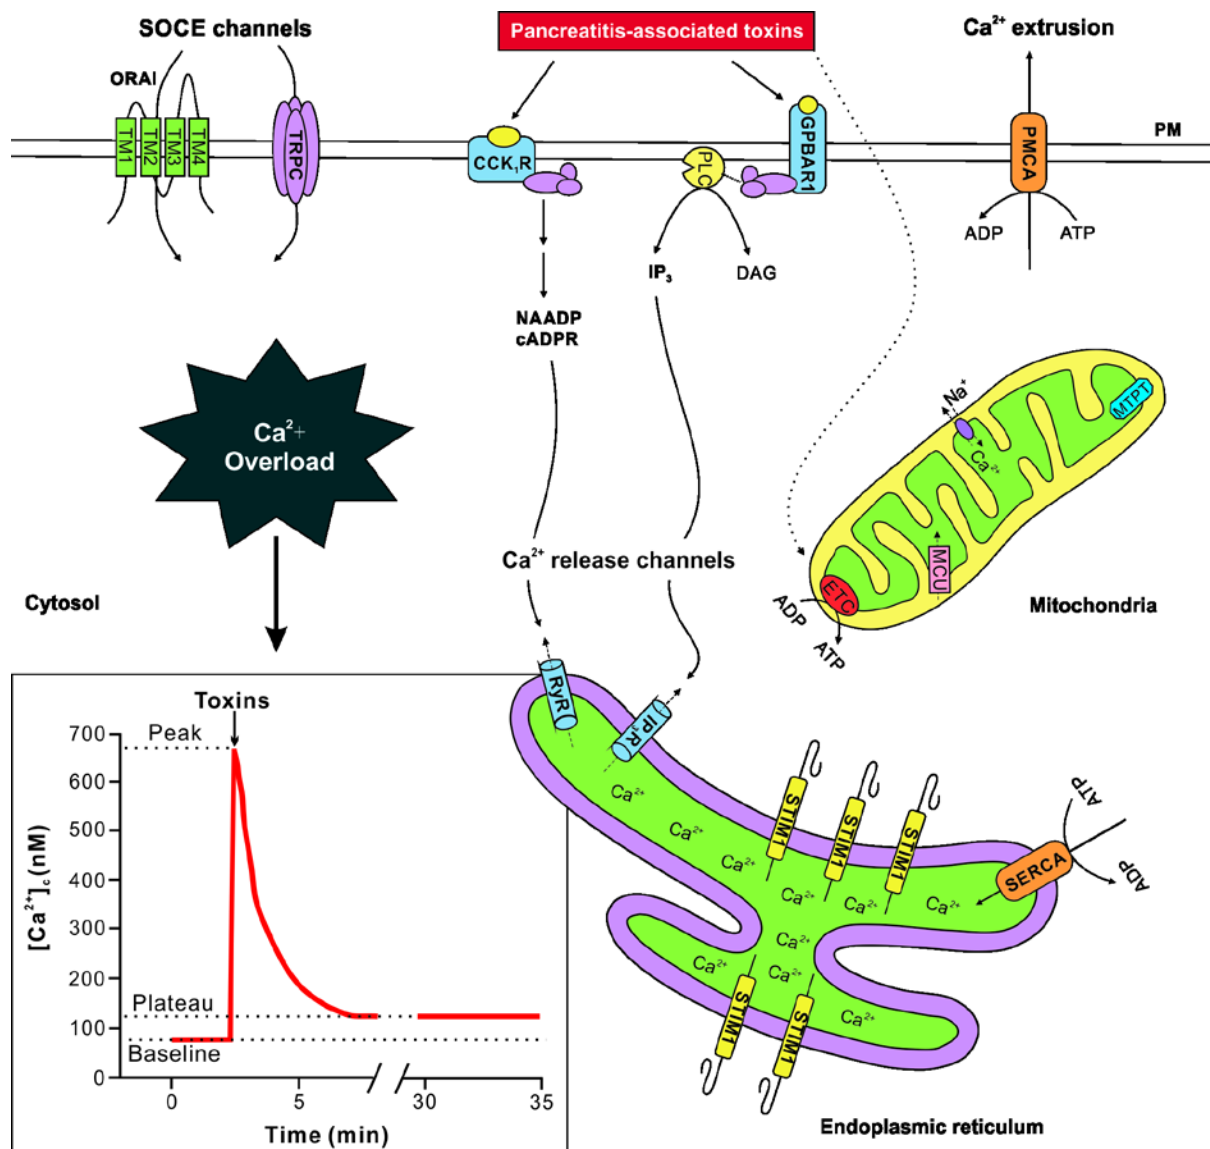 SOCE channels
Pancreatitis-associated toxins
Ca²⁺ extrusion
ORAI
TM1
TM2
TM3
TM4
TRPC
CCK₁R
PLC
GPBAR1
PMCA
PM
ADP
ATP
IP₃
DAG
NAADP
cADPR
Ca²⁺
Overload
Na⁺
Ca²⁺
MTPT
MCU
ETC
ADP
ATP
Ca²⁺ release channels
Cytosol
Mitochondria
RyR
IP₃R
Ca²⁺
Ca²⁺
Ca²⁺
Ca²⁺
Ca²⁺
Ca²⁺
Ca²⁺
Ca²⁺
Ca²⁺
Ca²⁺
STIM1
STIM1
STIM1
STIM1
STIM1
SERCA
ATP
ADP
Endoplasmic reticulum
Toxins
Peak
Plateau
Baseline
700
600
500
400
300
200
100
0
[Ca²⁺]c (nM)
0
5
30
35
Time (min)